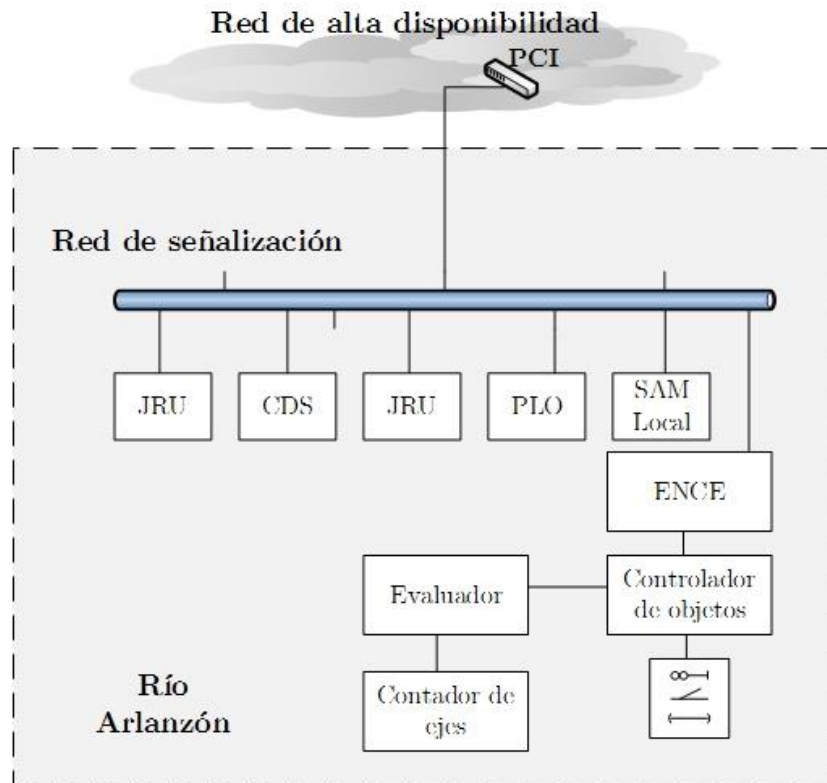 Red de alta disponibilidad
PCI
Red de señalización
JRU
CDS
JRU
PLO
SAM
Local
ENCE
Evaluador
Controlador
de objetos
Contador de
ejes
Río
Arlanzón